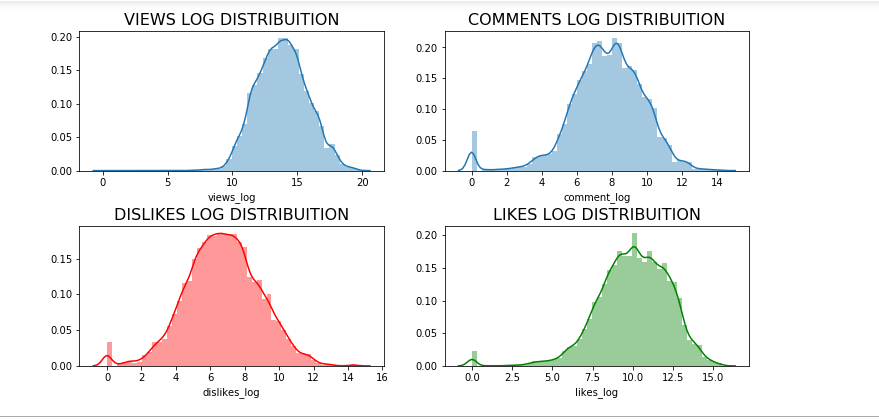 VIEWS LOG DISTRIBUITION
COMMENTS LOG DISTRIBUITION
0.20
0.15
0.10
0.05
0.00
0 5 10 15 20
views_log
0.20
0.15
0.10
0.05
0.00
0 2 4 6 8 10 12 14
comment_log
DISLIKES LOG DISTRIBUITION
LIKES LOG DISTRIBUITION
0.15
0.10
0.05
0.00
0 2 4 6 8 10 12 14 16
dislikes_log
0.20
0.15
0.10
0.05
0.00
0.0 2.5 5.0 7.5 10.0 12.5 15.0
likes_log